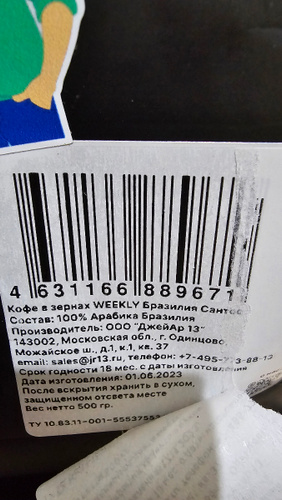 4 631166 889671
Кофе в зернах WEEKLY Бразилия Сантос
Состав: 100% Арабика Бразилия
Производитель: ООО "ДжейАр 13"
143002, Московская обл., г. Одинцово,
Можайское ш., д.1, к.1, кв. 37
email: sales@jr13.ru, телефон: +7-495-773-88-13
Срок годности 18 мес. с даты изготовления
Дата изготовления: 01.06.2023
После вскрытия хранить в сухом,
защищенном отсвета месте
Вес нетто 500 гр.
ТУ 10.83.11-001-55537553